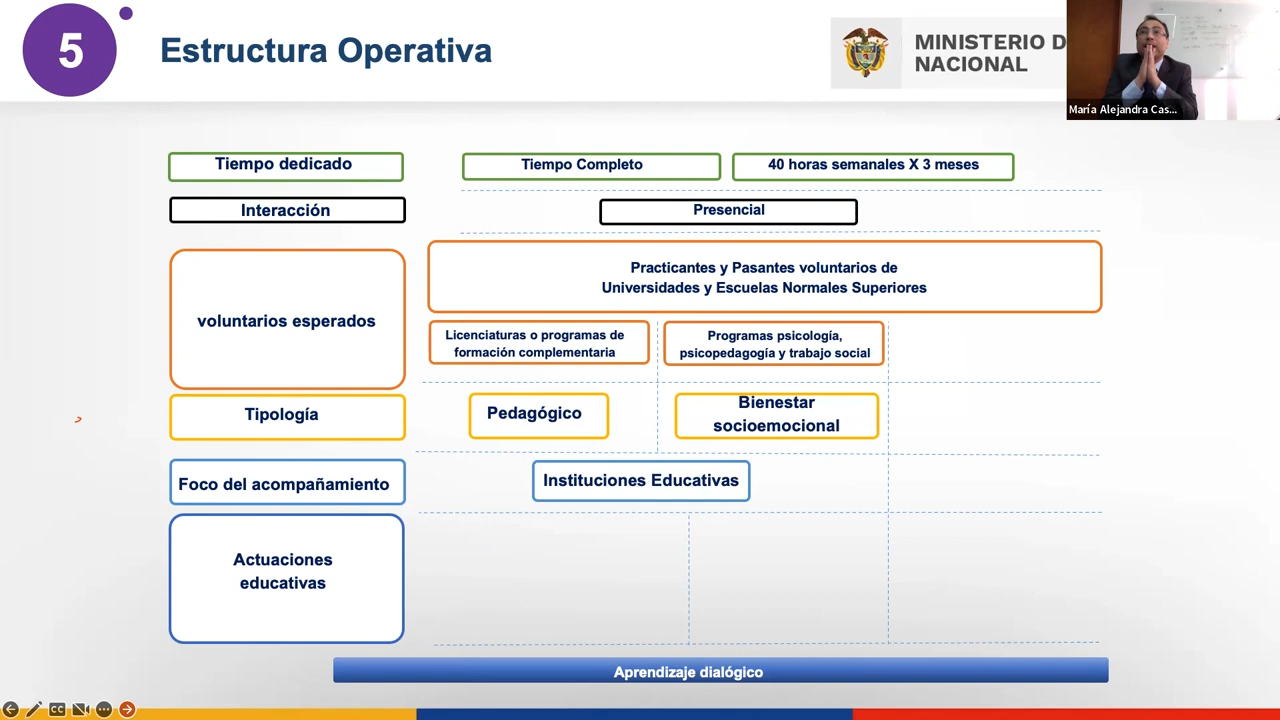 5
Estructura Operativa
MINISTERIO D
NACIONAL
María Alejandra Cas...
Tiempo dedicado
Tiempo Completo
40 horas semanales X 3 meses
Interacción
Presencial
voluntarios esperados
Practicantes y Pasantes voluntarios de
Universidades y Escuelas Normales Superiores
Licenciaturas o programas de
formación complementaria
Programas psicología,
psicopedagogía y trabajo social
Tipología
Pedagógico
Bienestar
socioemocional
Foco del acompañamiento
Instituciones Educativas
Actuaciones
educativas
Aprendizaje dialógico
CC